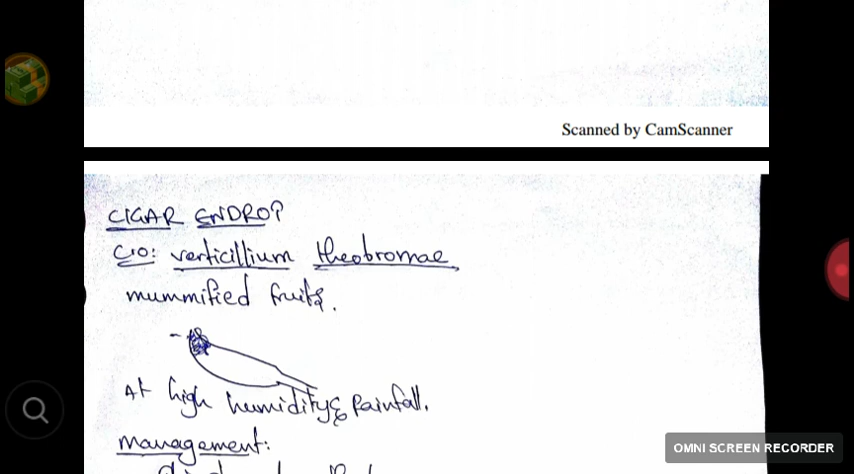 Scanned by CamScanner
CIGAR ENDROT
C.O: verticillium theobromae
mummified fruits.
At high humidity & Rainfall.
management:
OMNI SCREEN RECORDER